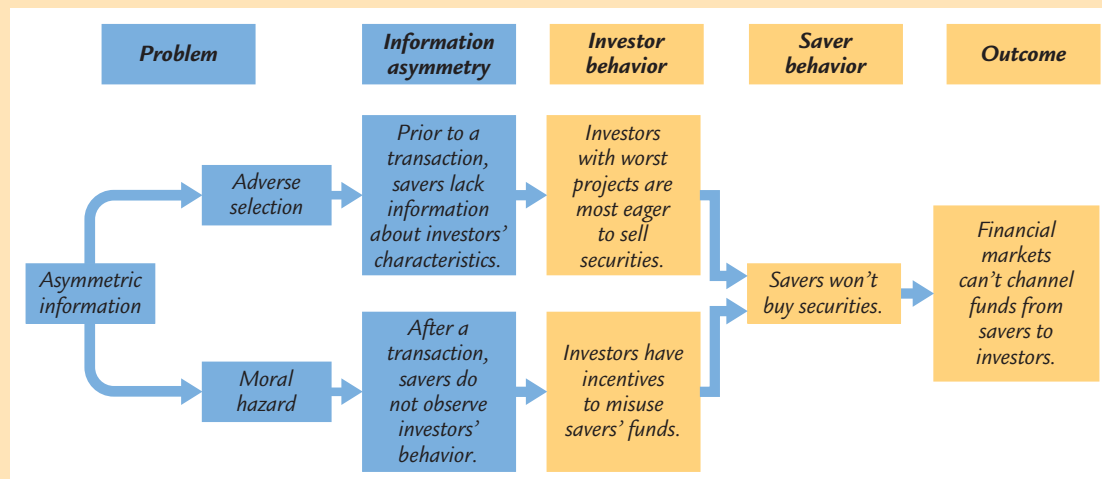 Problem
Information
asymmetry
Investor
behavior
Saver
behavior
Outcome
Asymmetric
information
Adverse
selection
Prior to a
transaction,
savers lack
information
about investors’
characteristics.
Investors
with worst
projects are
most eager
to sell
securities.
Moral
hazard
After a
transaction,
savers do
not observe
investors’
behavior.
Investors have
incentives
to misuse
savers’ funds.
Savers won’t
buy securities.
Financial
markets
can’t channel
funds from
savers to
investors.